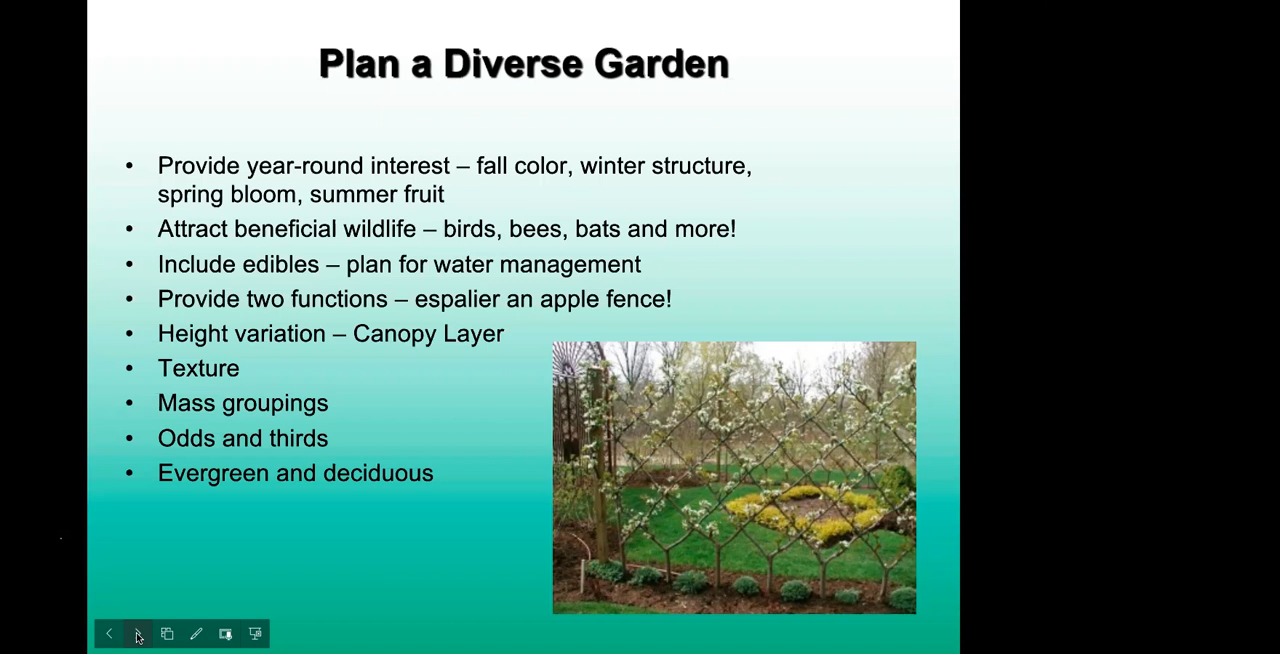 Plan a Diverse Garden
• Provide year-round interest – fall color, winter structure,
spring bloom, summer fruit
• Attract beneficial wildlife – birds, bees, bats and more!
• Include edibles – plan for water management
• Provide two functions – espalier an apple fence!
• Height variation – Canopy Layer
• Texture
• Mass groupings
• Odds and thirds
• Evergreen and deciduous